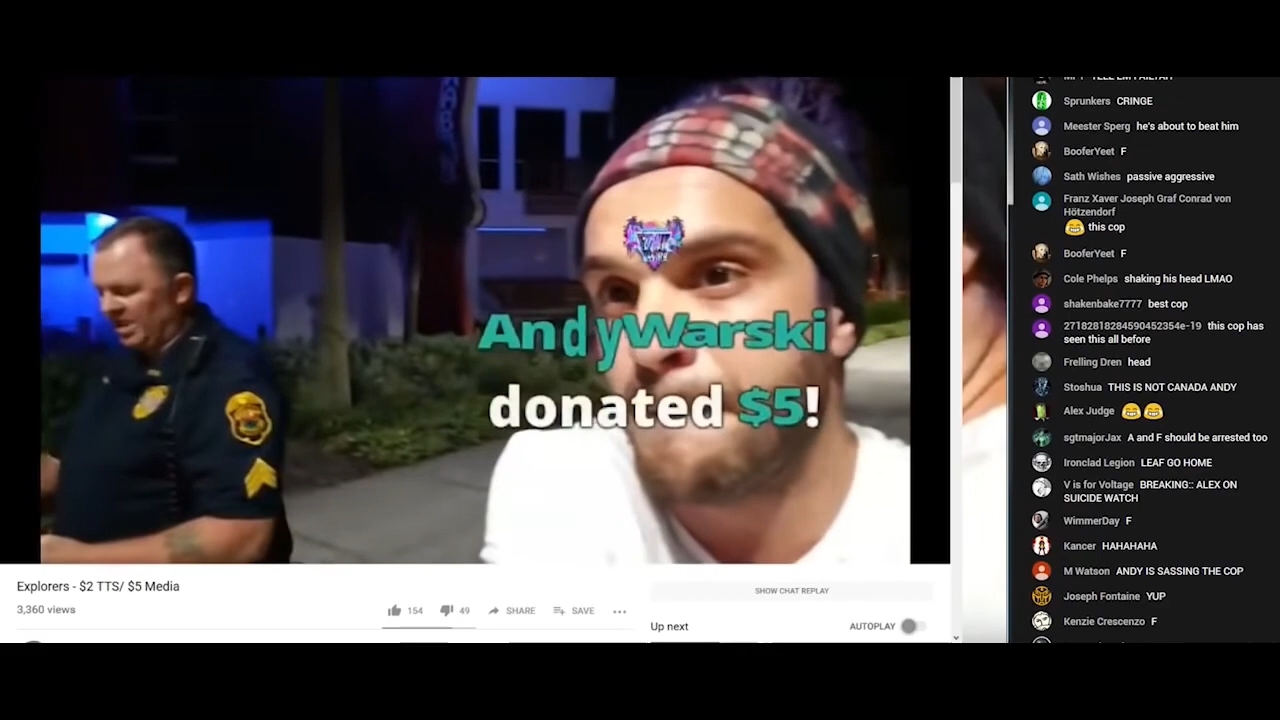 AndyWarski
donated $5!
Explorers - $2 TTS/ $5 Media
3,360 views
154
49
SHARE
SAVE
SHOW CHAT REPLAY
Up next
AUTOPLAY
Sprunkers CRINGE
Meester Sperg he's about to beat him
BooferYeet F
Sath Wishes passive aggressive
Franz Xaver Joseph Graf Conrad von
Hötzendorf
😂 this cop
BooferYeet F
Cole Phelps shaking his head LMAO
shakenbake7777 best cop
27182818284590452354e-19 this cop has
seen this all before
Frelling Dren head
Stoshua THIS IS NOT CANADA ANDY
Alex Judge 😂 😂
sgtmajorJax A and F should be arrested too
Ironclad Legion LEAF GO HOME
V is for Voltage BREAKING:: ALEX ON
SUICIDE WATCH
WimmerDay F
Kancer HAHAHAHA
M Watson ANDY IS SASSING THE COP
Joseph Fontaine YUP
Kenzie Crescenzo F